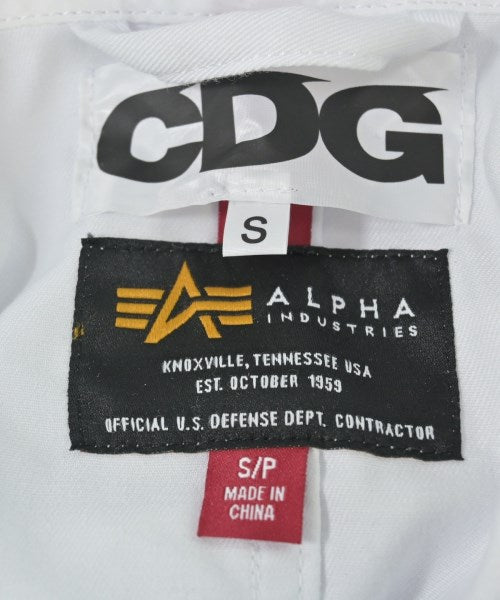 CDG
S
ALPHA
INDUSTRIES
KNOXVILLE, TENNESSEE USA
EST. OCTOBER 1959
OFFICIAL U.S. DEFENSE DEPT. CONTRACTOR
S/P
MADE IN
CHINA